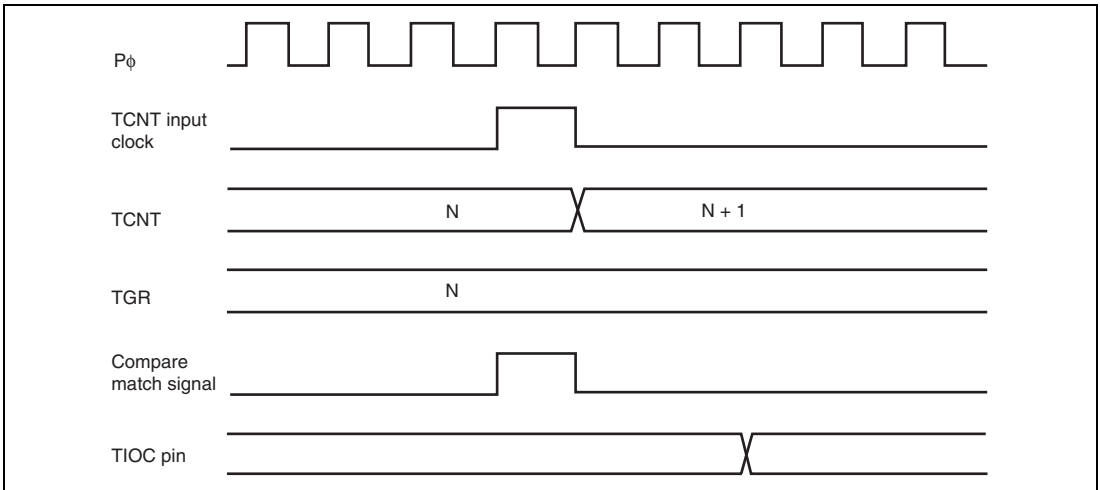 Pϕ
TCNT input
clock
TCNT
N
N + 1
TGR
N
Compare
match signal
TIOC pin